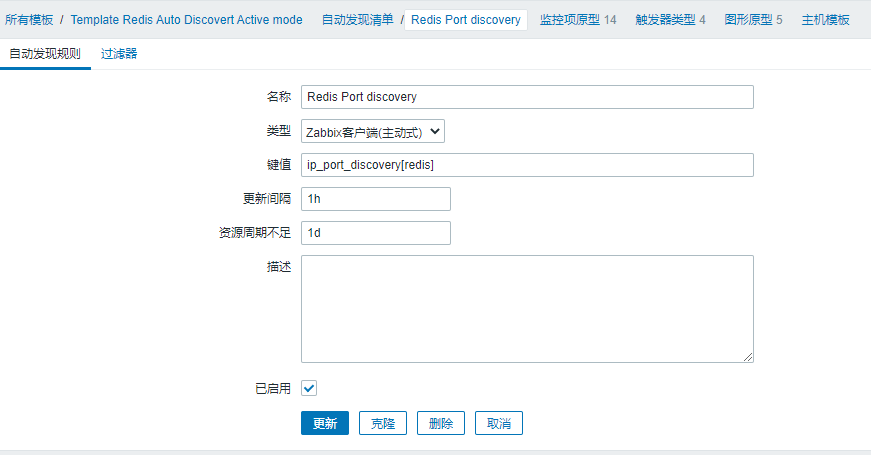 所有模板 / Template Redis Auto Discovert Active mode 自动发现清单 / Redis Port discovery 监控项原型 14 触发器类型 4 图形原型 5 主机模板
自动发现规则 过滤器
名称 Redis Port discovery
类型 Zabbix客户端(主动式)
键值 ip_port_discovery[redis]
更新间隔 1h
资源周期不足 1d
描述
已启用
更新 克隆 删除 取消